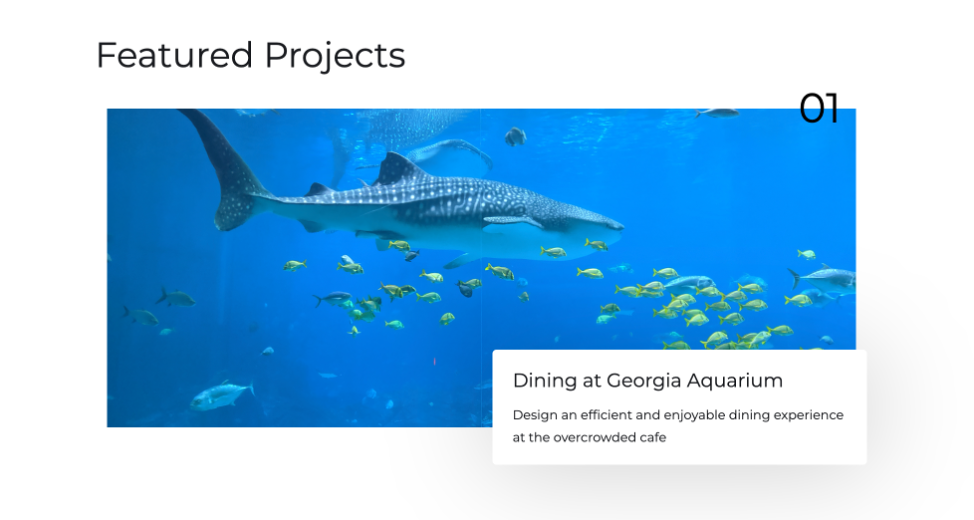 Featured Projects
01
Dining at Georgia Aquarium
Design an efficient and enjoyable dining experience
at the overcrowded cafe